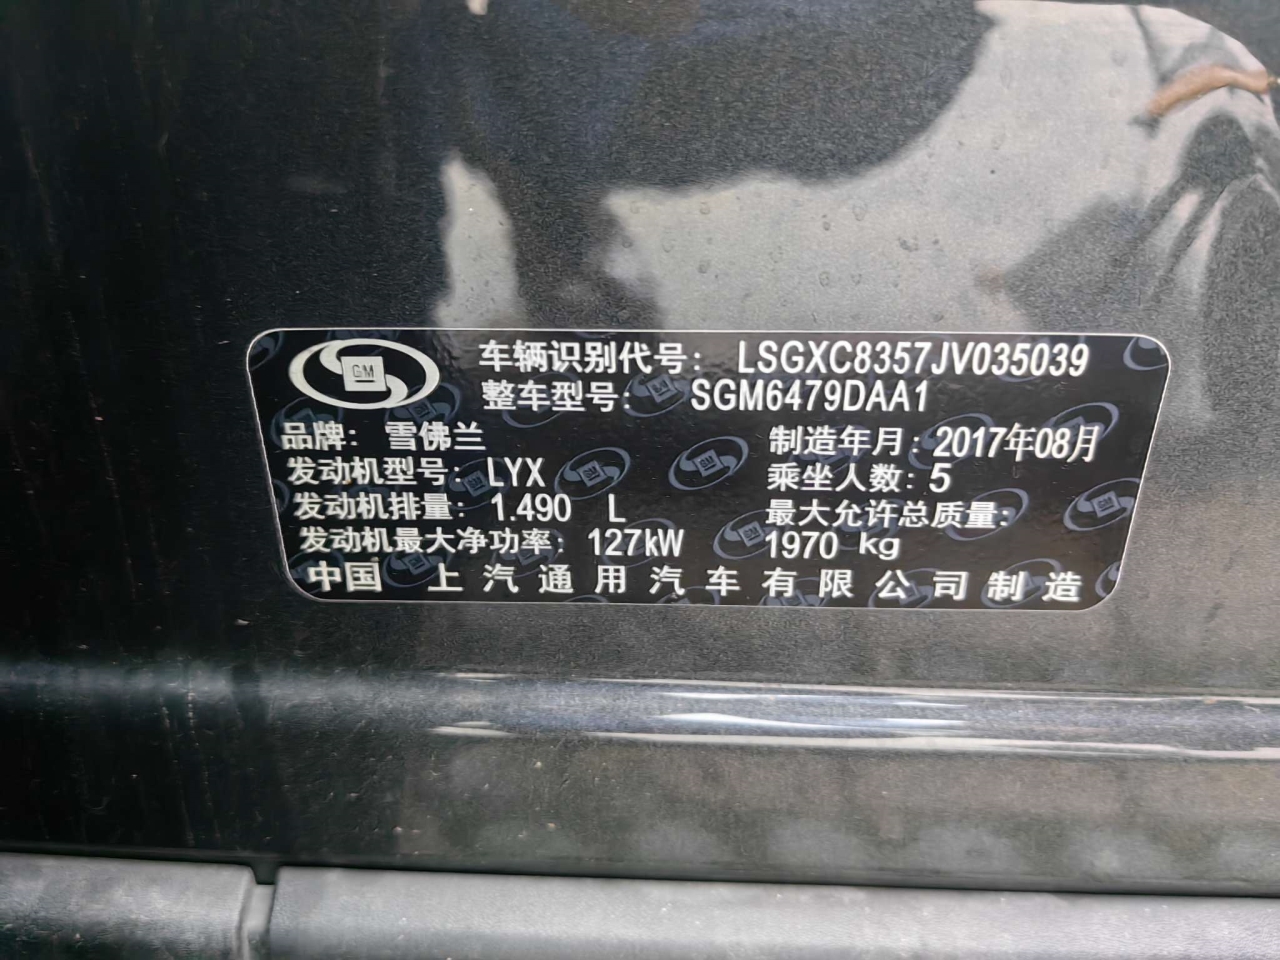 GM
车辆识别代号: LSGXC8357JV035039
整车型号: SGM6479DAA1
品牌: 雪佛兰
制造年月: 2017年08月
发动机型号: LYX
乘坐人数: 5
发动机排量: 1.490 L
最大允许总质量:
1970 kg
发动机最大净功率: 127kW
中国 上汽通用汽车有限公司制造